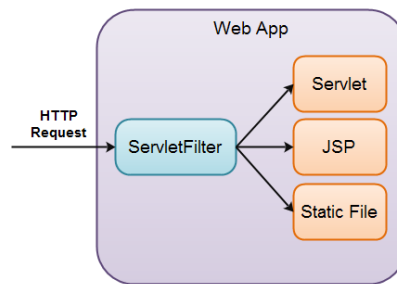 Web App
HTTP
Request
ServletFilter
Servlet
JSP
Static File